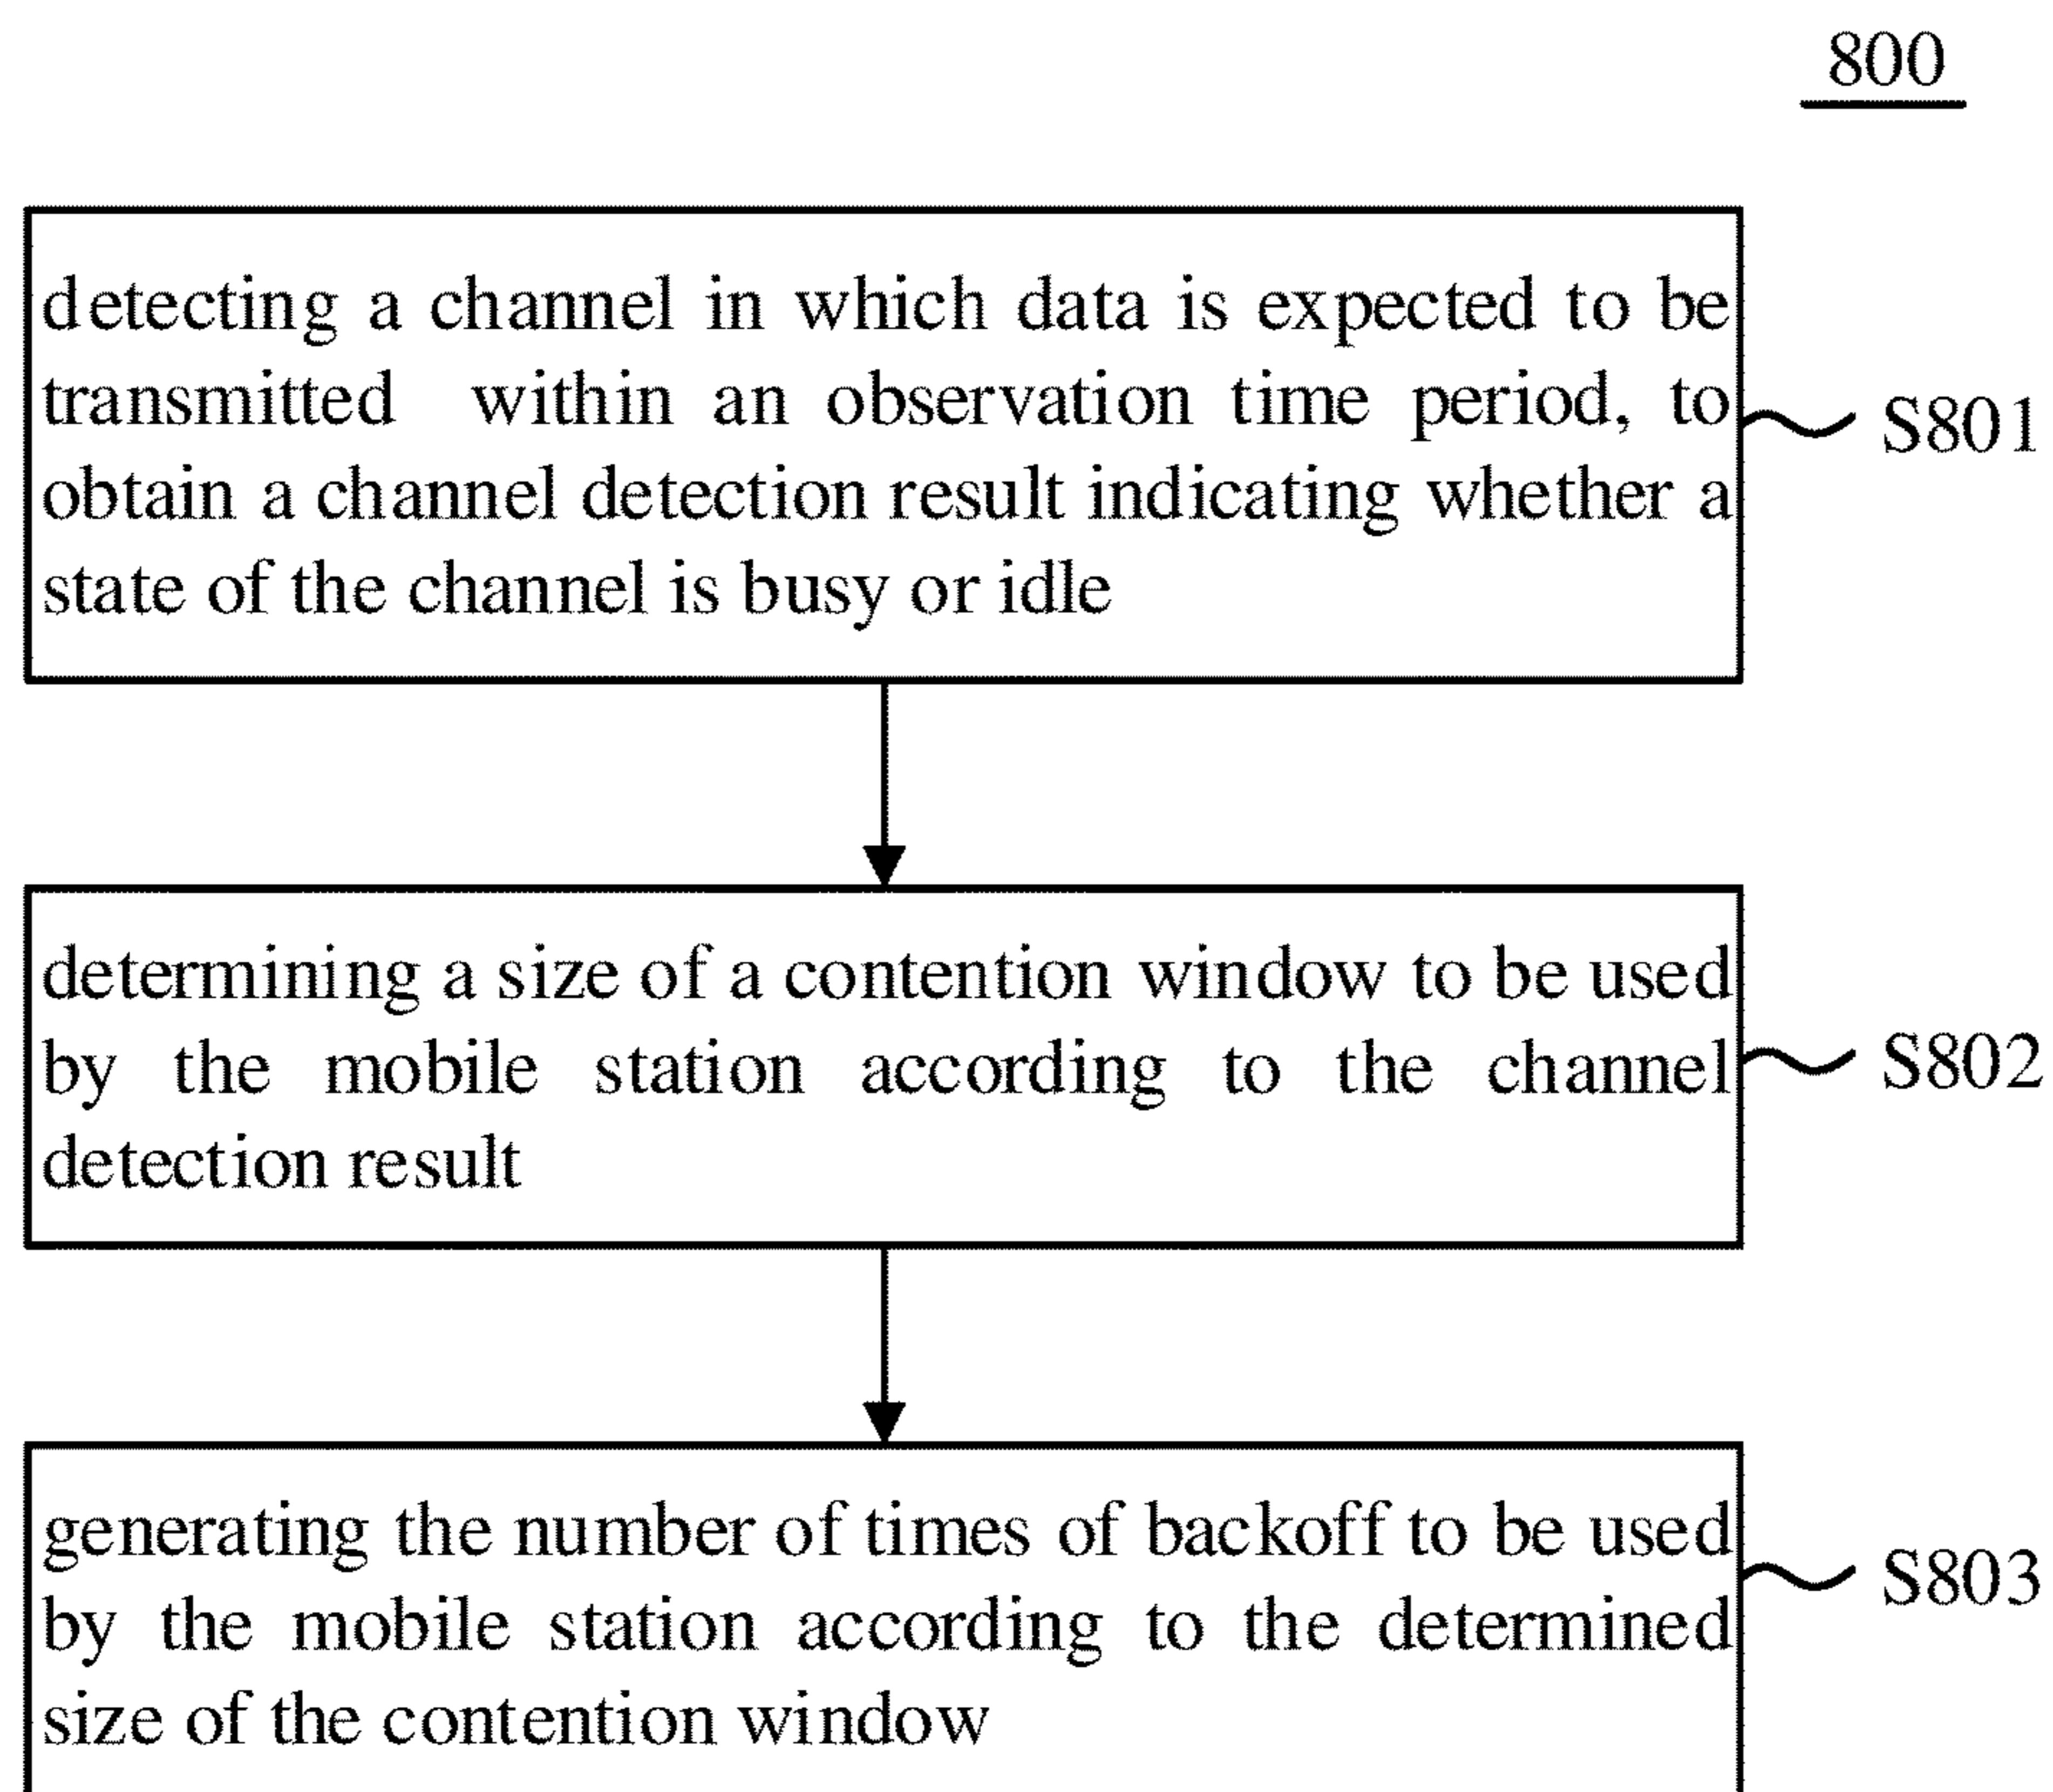 800
detecting a channel in which data is expected to be
transmitted within an observation time period, to
obtain a channel detection result indicating whether a
state of the channel is busy or idle
S801
determining a size of a contention window to be used
by the mobile station according to the channel
detection result
S802
generating the number of times of backoff to be used
by the mobile station according to the determined
size of the contention window
S803